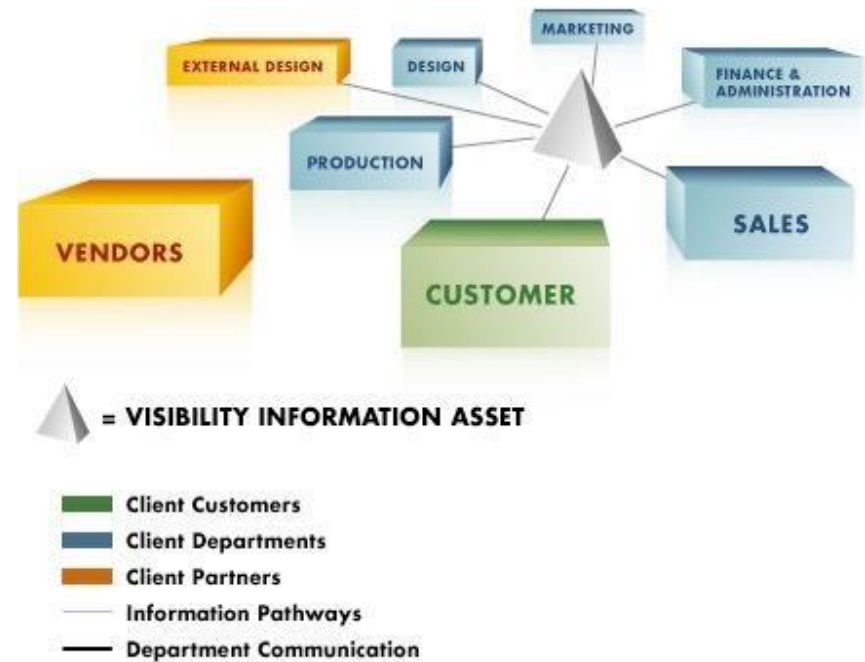 MARKETING
EXTERNAL DESIGN
DESIGN
FINANCE &
ADMINISTRATION
PRODUCTION
SALES
VENDORS
CUSTOMER
= VISIBILITY INFORMATION ASSET
Client Customers
Client Departments
Client Partners
Information Pathways
Department Communication